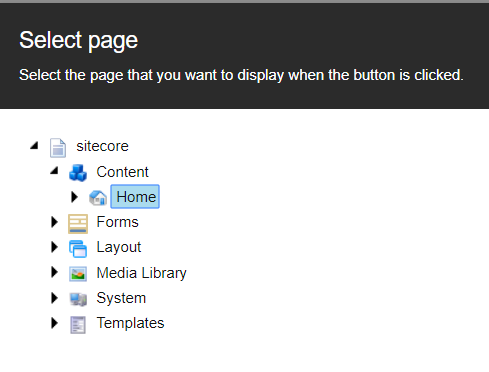 Select page
Select the page that you want to display when the button is clicked.
sitecore
Content
Home
Forms
Layout
Media Library
System
Templates